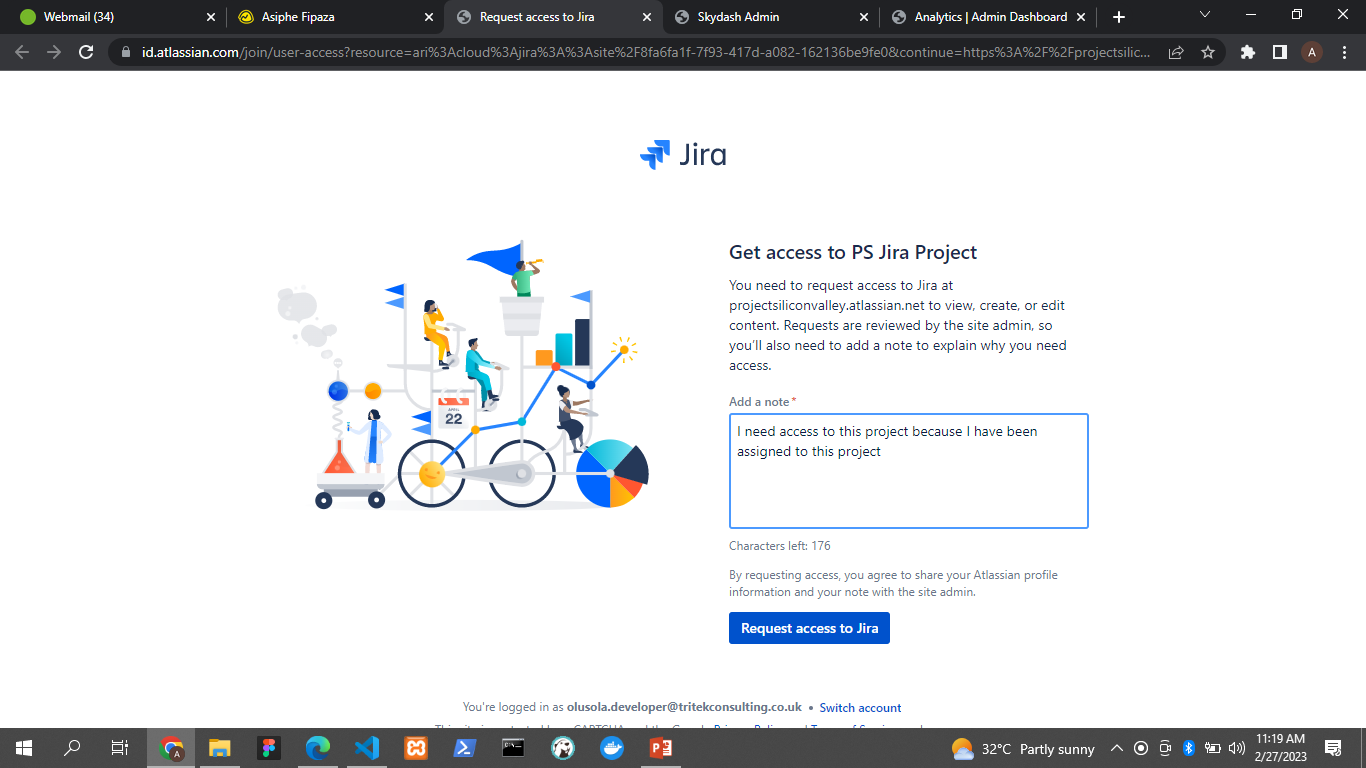 Webmail (34)
Asiphe Fipaza
Request access to Jira
Skydash Admin
Analytics | Admin Dashboard
id.atlassian.com/join/user-access?resource=ari%3Acloud%3Ajira%3A%3Asite%2F8fa6fa1f-7f93-417d-a082-162136be9fe0&continue=https%3A%2F%2Fprojectsilic...
A
Jira
Get access to PS Jira Project
You need to request access to Jira at
projectsiliconvalley.atlassian.net to view, create, or edit
content. Requests are reviewed by the site admin, so
you'll also need to add a note to explain why you need
access.
Add a note*
I need access to this project because I have been
assigned to this project
APRIL
22
Characters left: 176
By requesting access, you agree to share your Atlassian profile
information and your note with the site admin.
Request access to Jira
You're logged in as olusola.developer@tritekconsulting.co.uk • Switch account
A
32°C Partly sunny
11:19 AM
2/27/2023